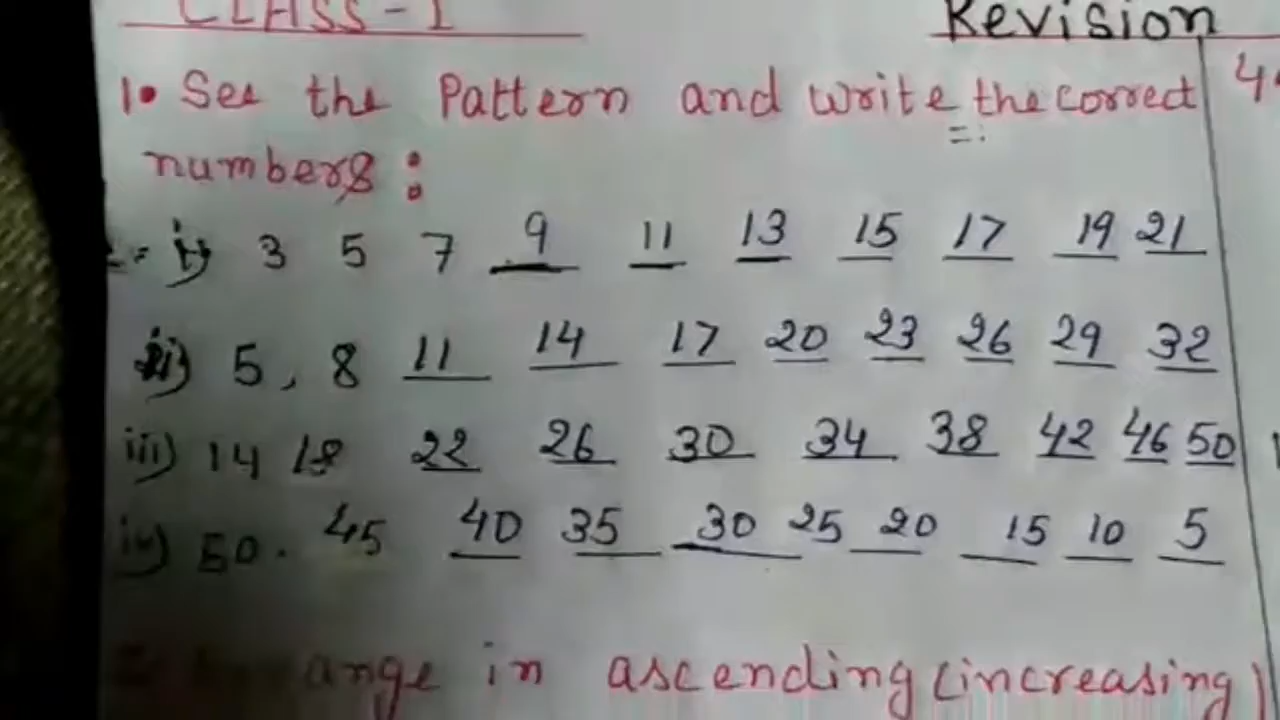 CLASS - I
Revision
1. See the Pattern and write the correct
numbers :
i) 3 5 7 9 11 13 15 17 19 21
ii) 5, 8 11 14 17 20 23 26 29 32
iii) 14 18 22 26 30 34 38 42 46 50
iv) 50. 45 40 35 30 25 20 15 10 5
ange in ascending (increasing)
4.